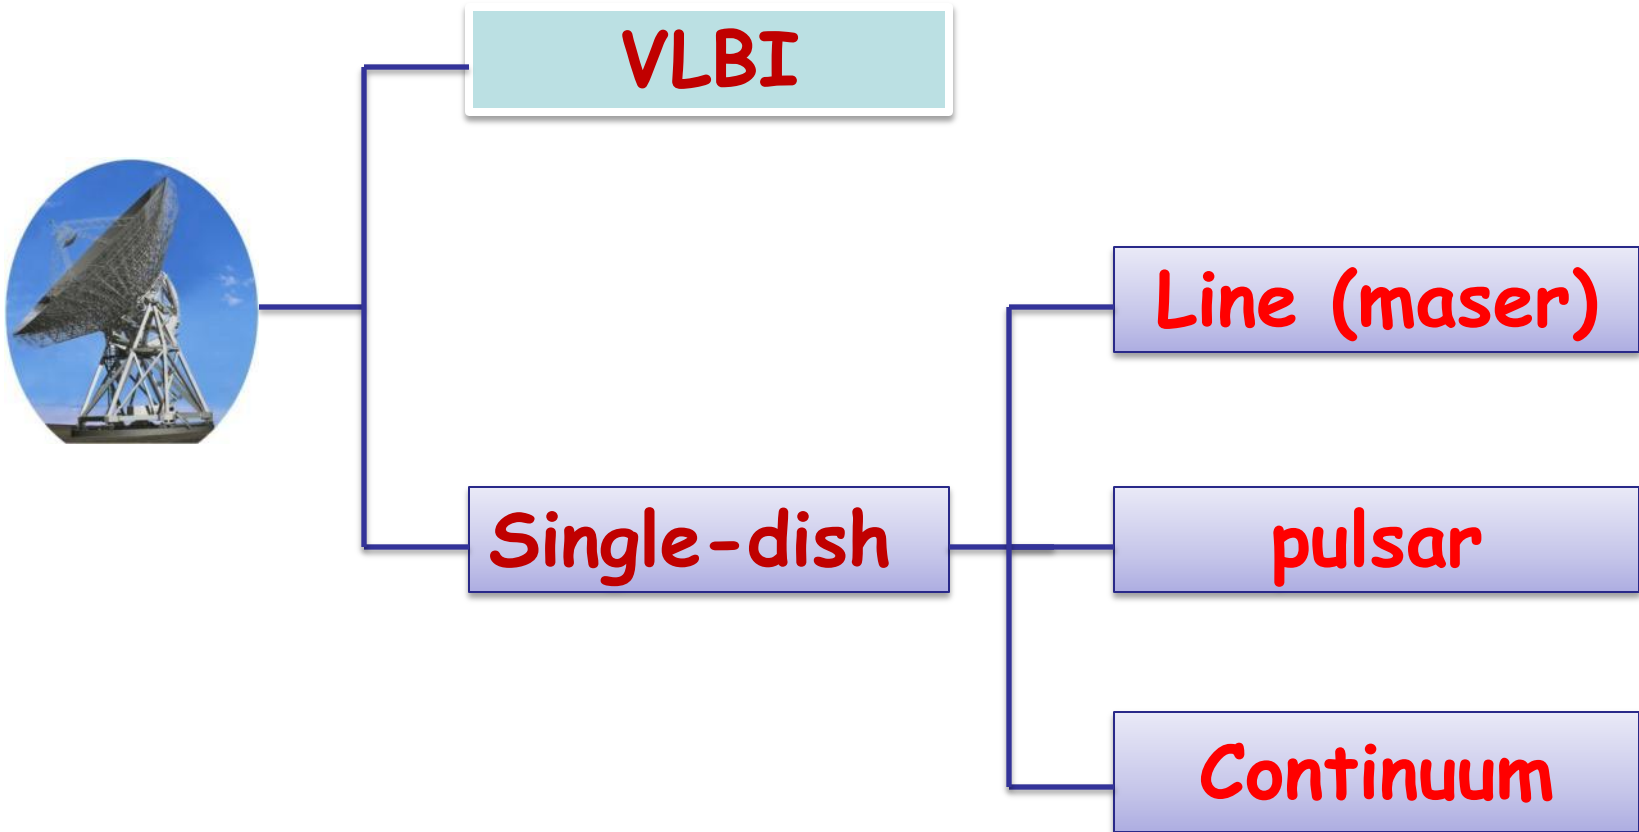 VLBI
Line (maser)
Single-dish
pulsar
Continuum